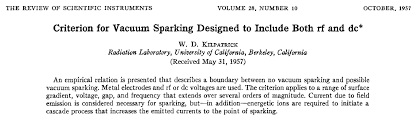 THE REVIEW OF SCIENTIFIC INSTRUMENTS VOLUME 28, NUMBER 10 OCTOBER, 1957
Criterion for Vacuum Sparking Designed to Include Both rf and dc*
W. D. KILPATRICK
Radiation Laboratory, University of California, Berkeley, California
(Received May 31, 1957)
An empirical relation is presented that describes a boundary between no vacuum sparking and possible
vacuum sparking. Metal electrodes and rf or dc voltages are used. The criterion applies to a range of surface
gradient, voltage, gap, and frequency that extends over several orders of magnitude. Current due to field
emission is considered necessary for sparking, but—in addition—energetic ions are required to initiate a
cascade process that increases the emitted currents to the point of sparking.